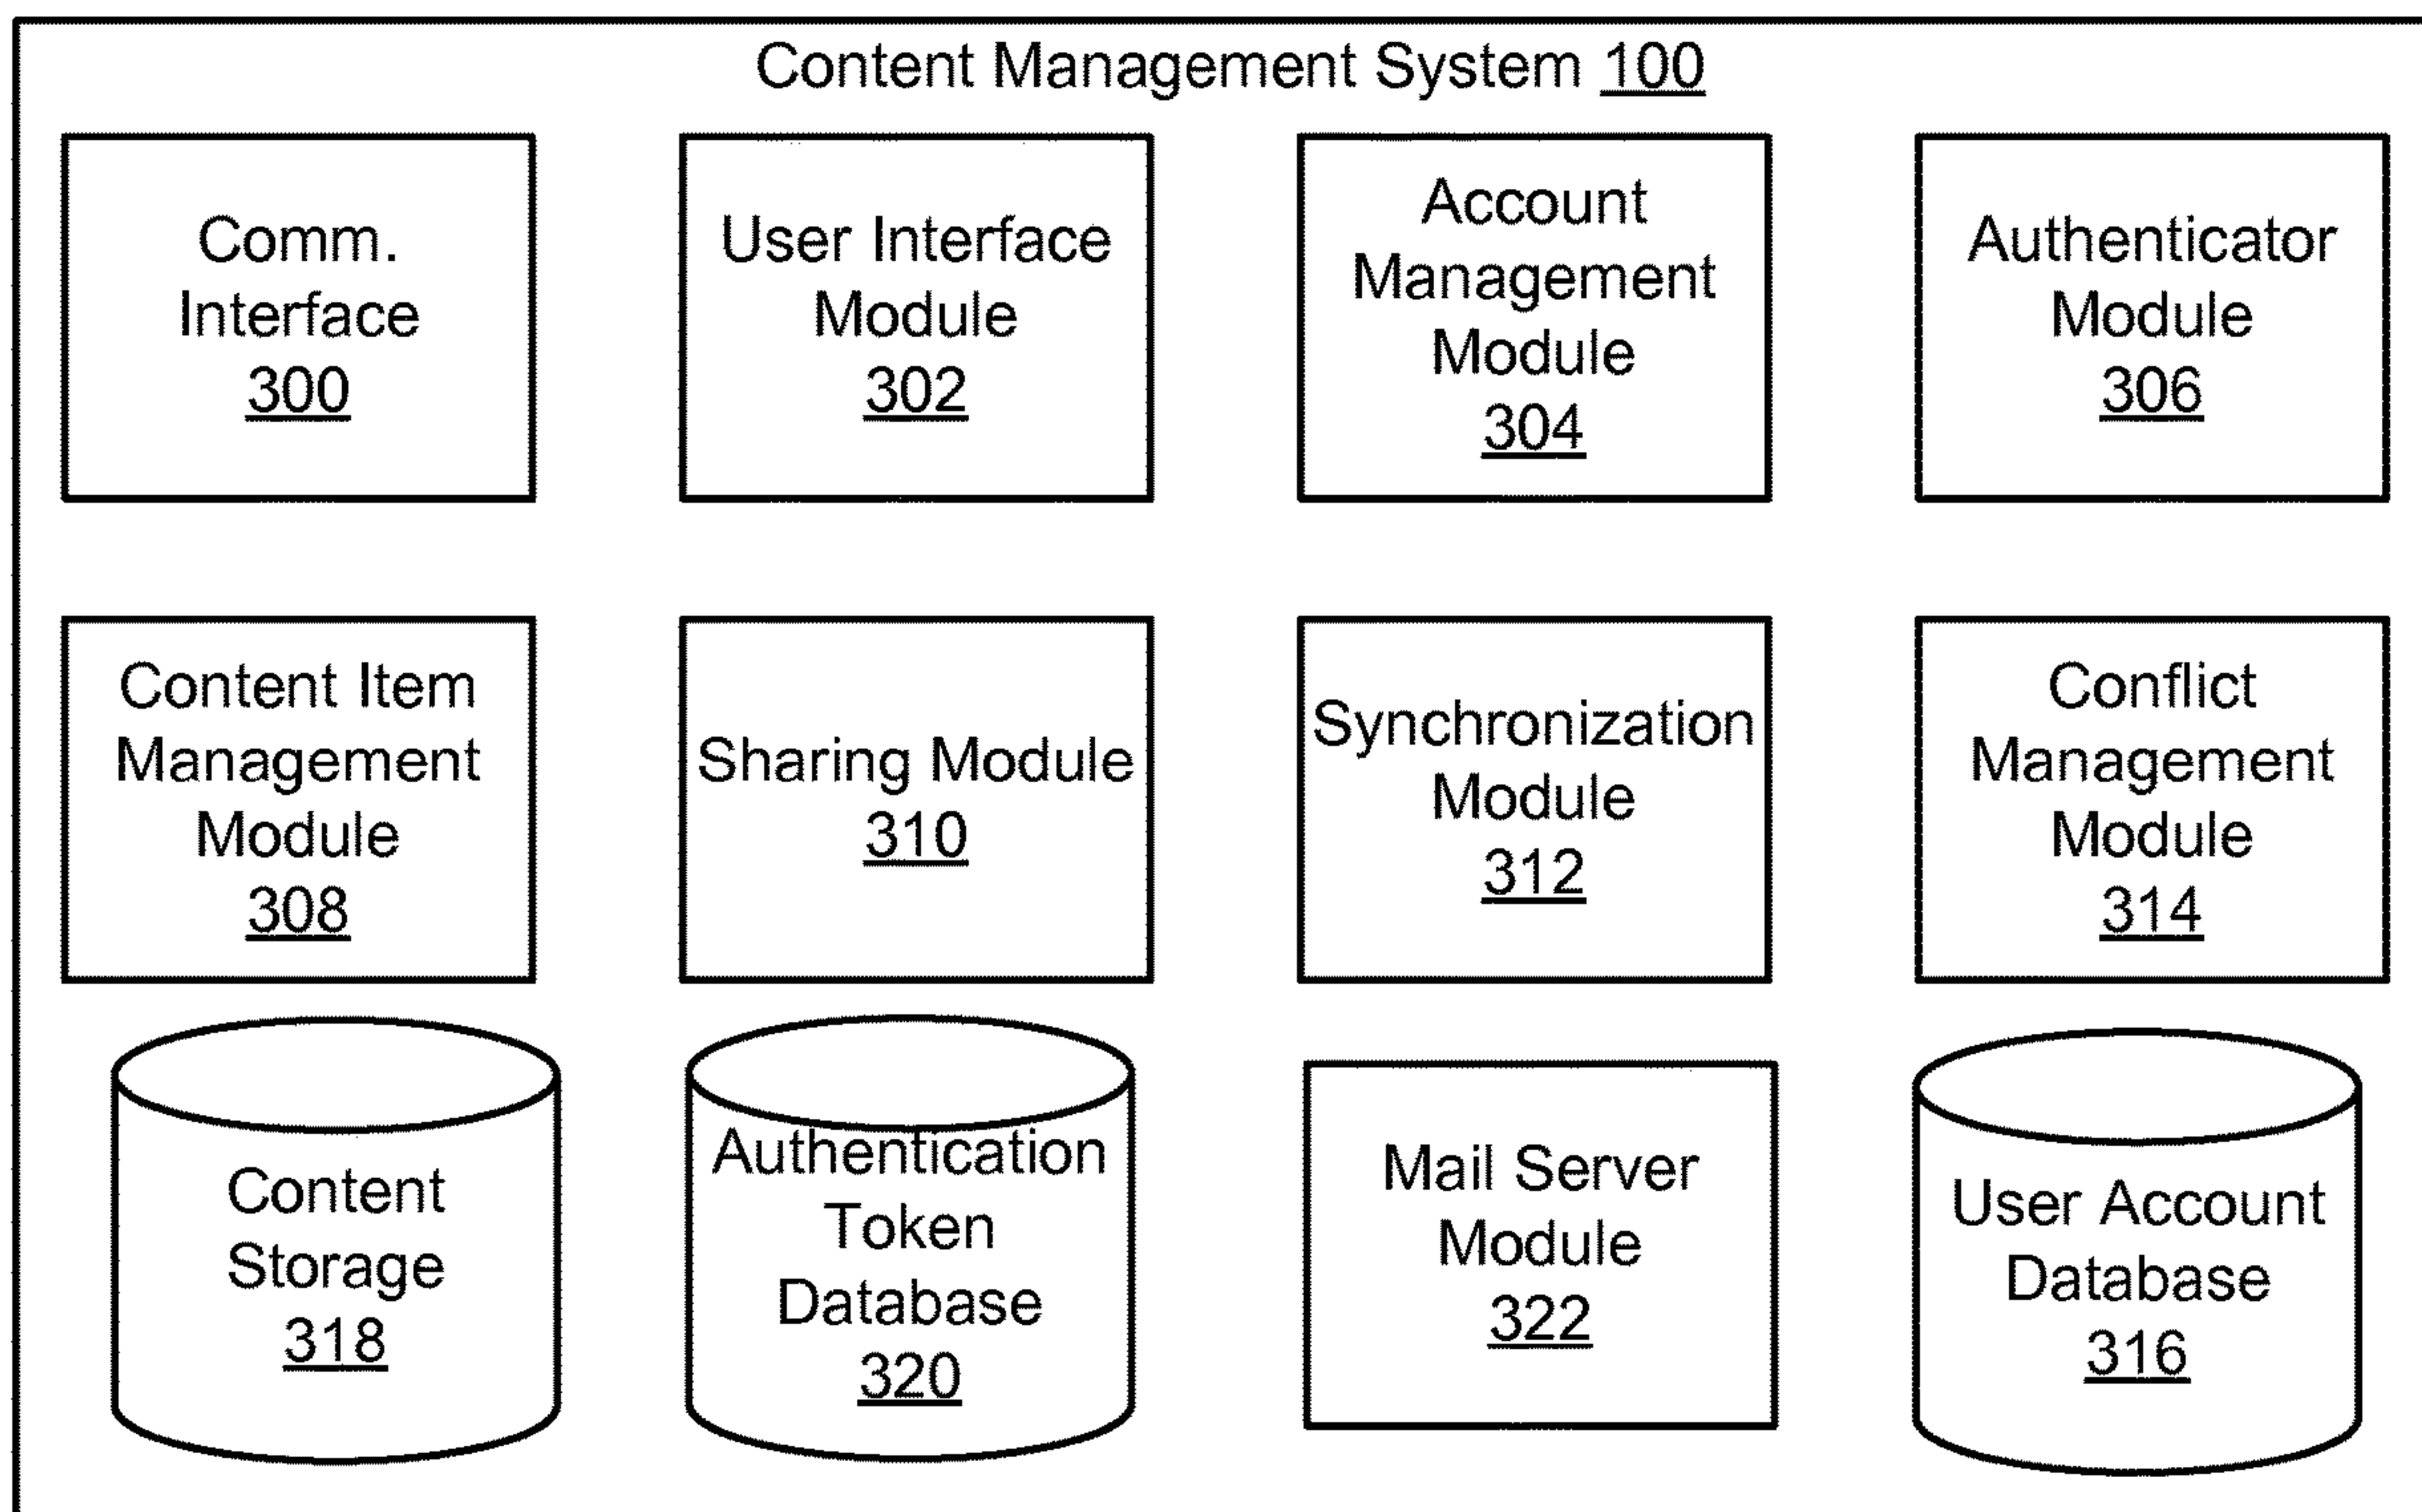 Content Management System 100
Comm.
Interface
300
User Interface
Module
302
Account
Management
Module
304
Authenticator
Module
306
Content Item
Management
Module
308
Sharing Module
310
Synchronization
Module
312
Conflict
Management
Module
314
Content
Storage
318
Authentication
Token
Database
320
Mail Server
Module
322
User Account
Database
316